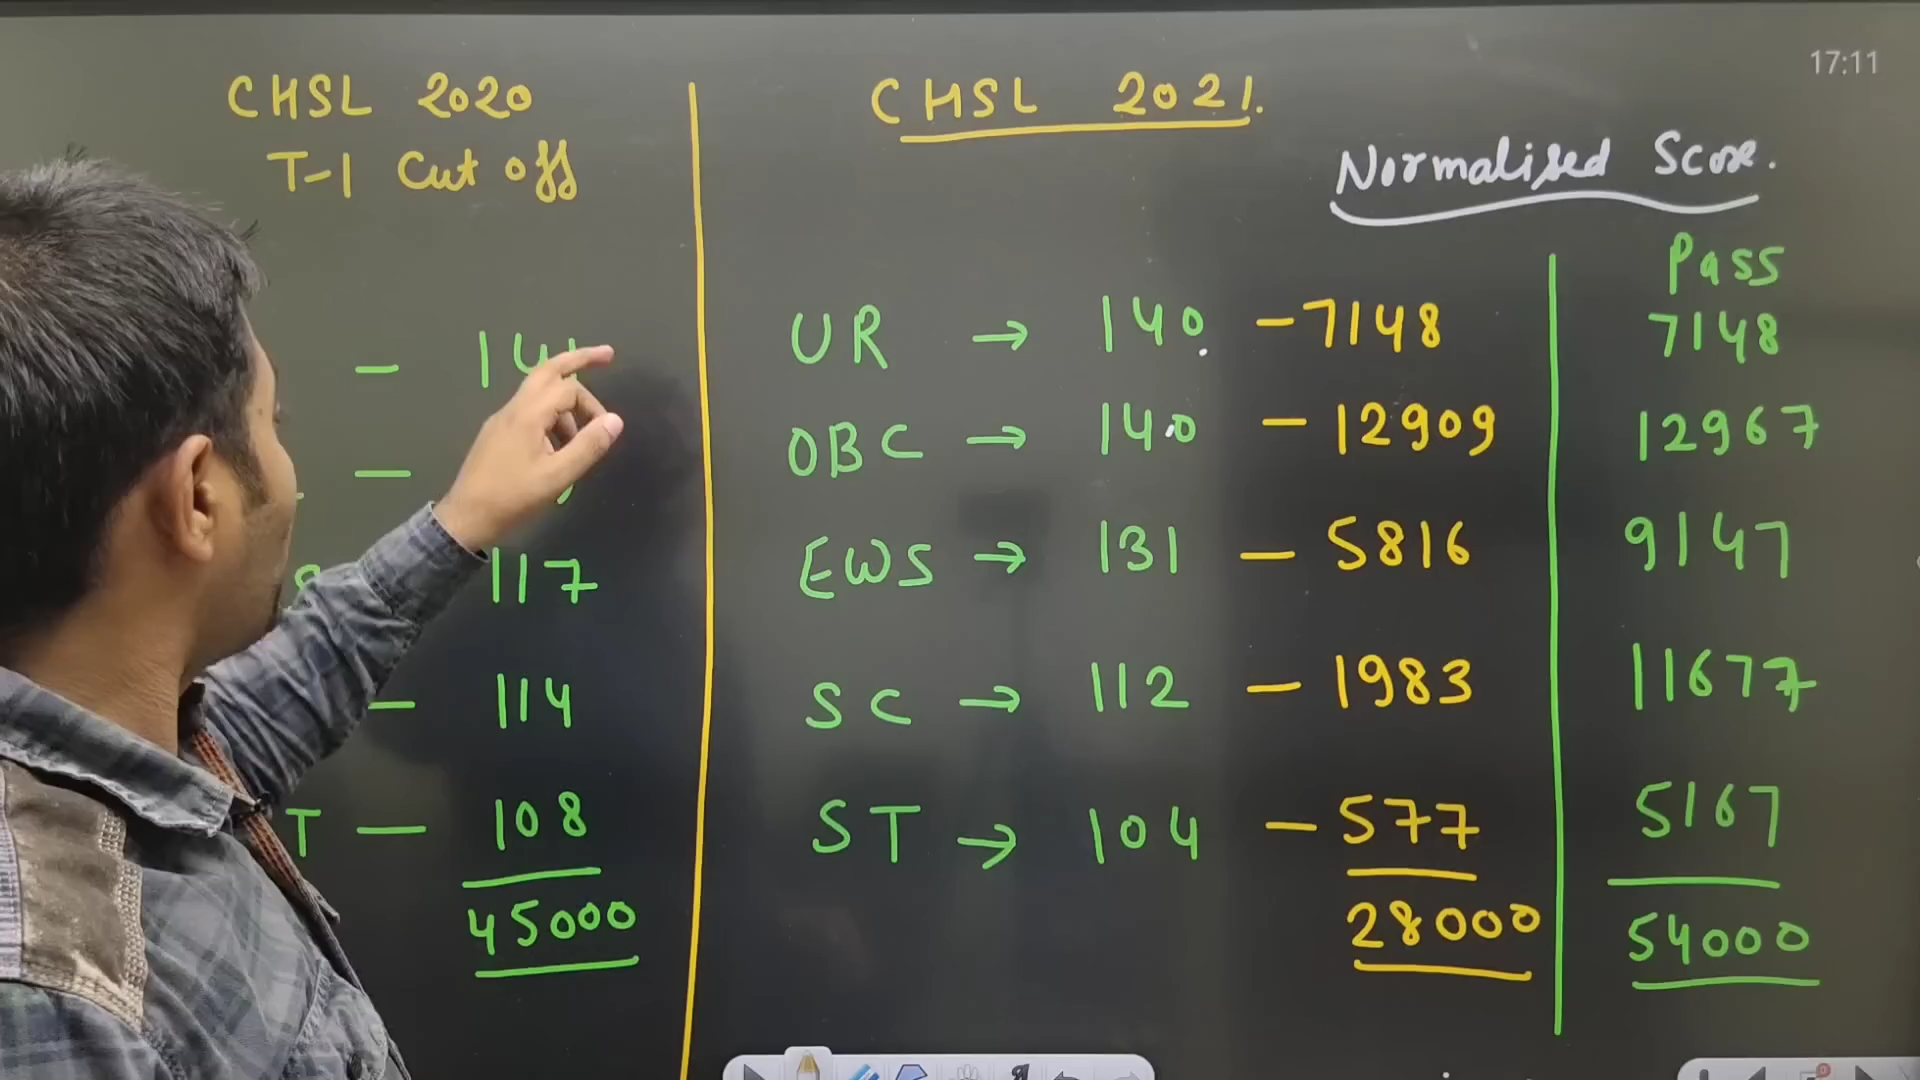 17:11
CHSL 2020
T-1 Cut off
-
-
117
- 114
T - 108
45000
CHSL 2021.
Normalised Score.
Pass
UR → 140 - 7148 7148
OBC → 140 - 12909 12967
EWS → 131 - 5816 9147
SC → 112 - 1983 11677
ST → 104 - 577 5167
28000 54000